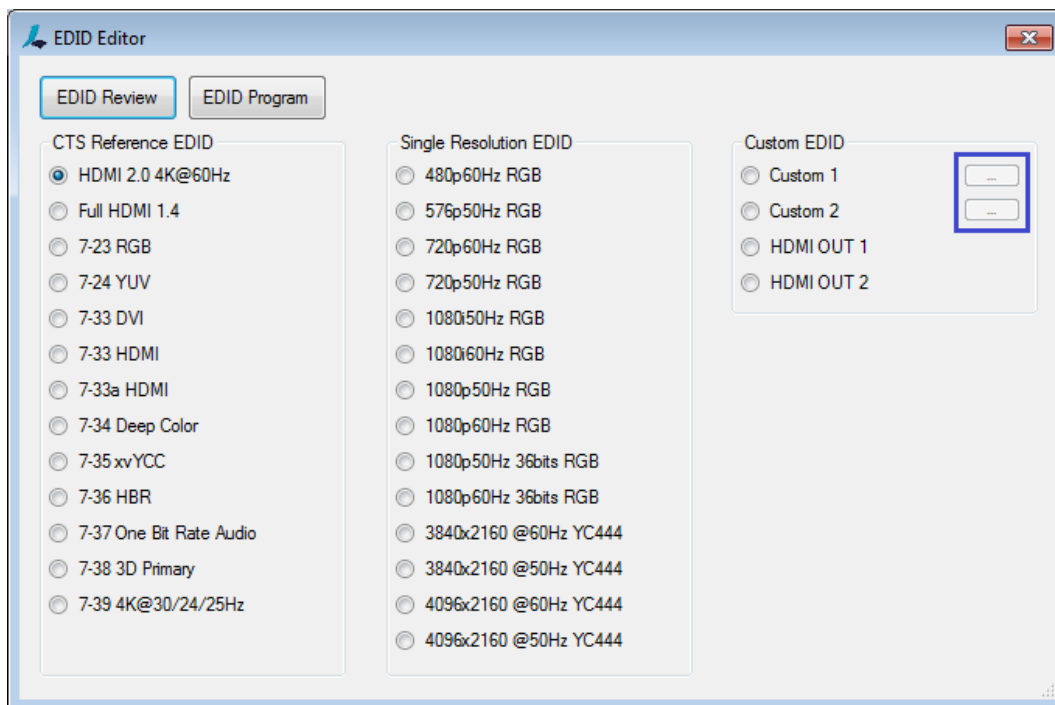 EDID Editor
EDID Review
EDID Program
CTS Reference EDID
HDMI 2.0 4K@60Hz
Full HDMI 1.4
7-23 RGB
7-24 YUV
7-33 DVI
7-33 HDMI
7-33a HDMI
7-34 Deep Color
7-35 xvYCC
7-36 HBR
7-37 One Bit Rate Audio
7-38 3D Primary
7-39 4K@30/24/25Hz
Single Resolution EDID
480p60Hz RGB
576p50Hz RGB
720p60Hz RGB
720p50Hz RGB
1080i50Hz RGB
1080i60Hz RGB
1080p50Hz RGB
1080p60Hz RGB
1080p50Hz 36bits RGB
1080p60Hz 36bits RGB
3840x2160 @60Hz YC444
3840x2160 @50Hz YC444
4096x2160 @60Hz YC444
4096x2160 @50Hz YC444
Custom EDID
Custom 1 ...
Custom 2 ...
HDMI OUT 1
HDMI OUT 2